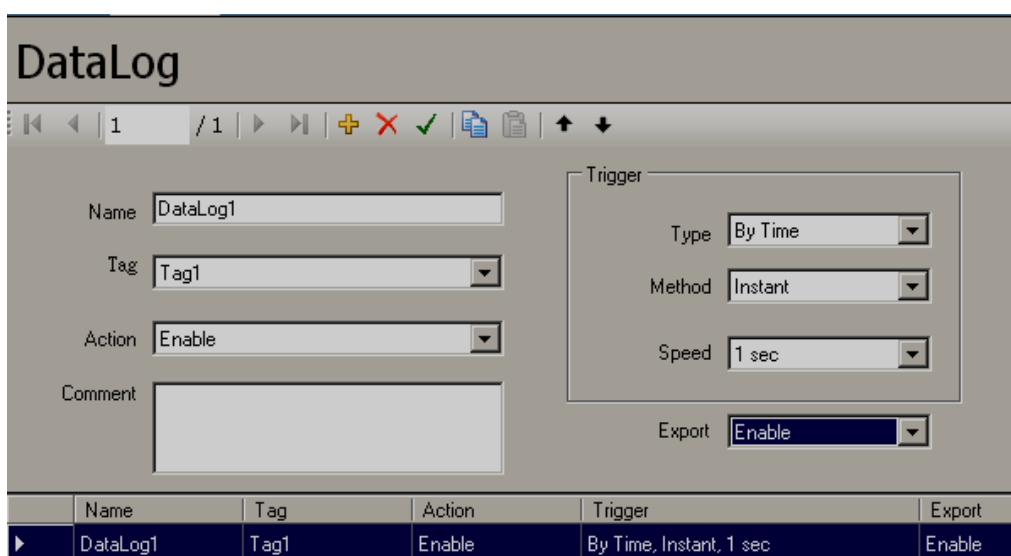 DataLog
1 / 1
Trigger
Name DataLog1
Type By Time
Tag Tag1
Method Instant
Action Enable
Speed 1 sec
Comment
Export Enable
Name Tag Action Trigger Export
DataLog1 Tag1 Enable By Time, Instant, 1 sec Enable